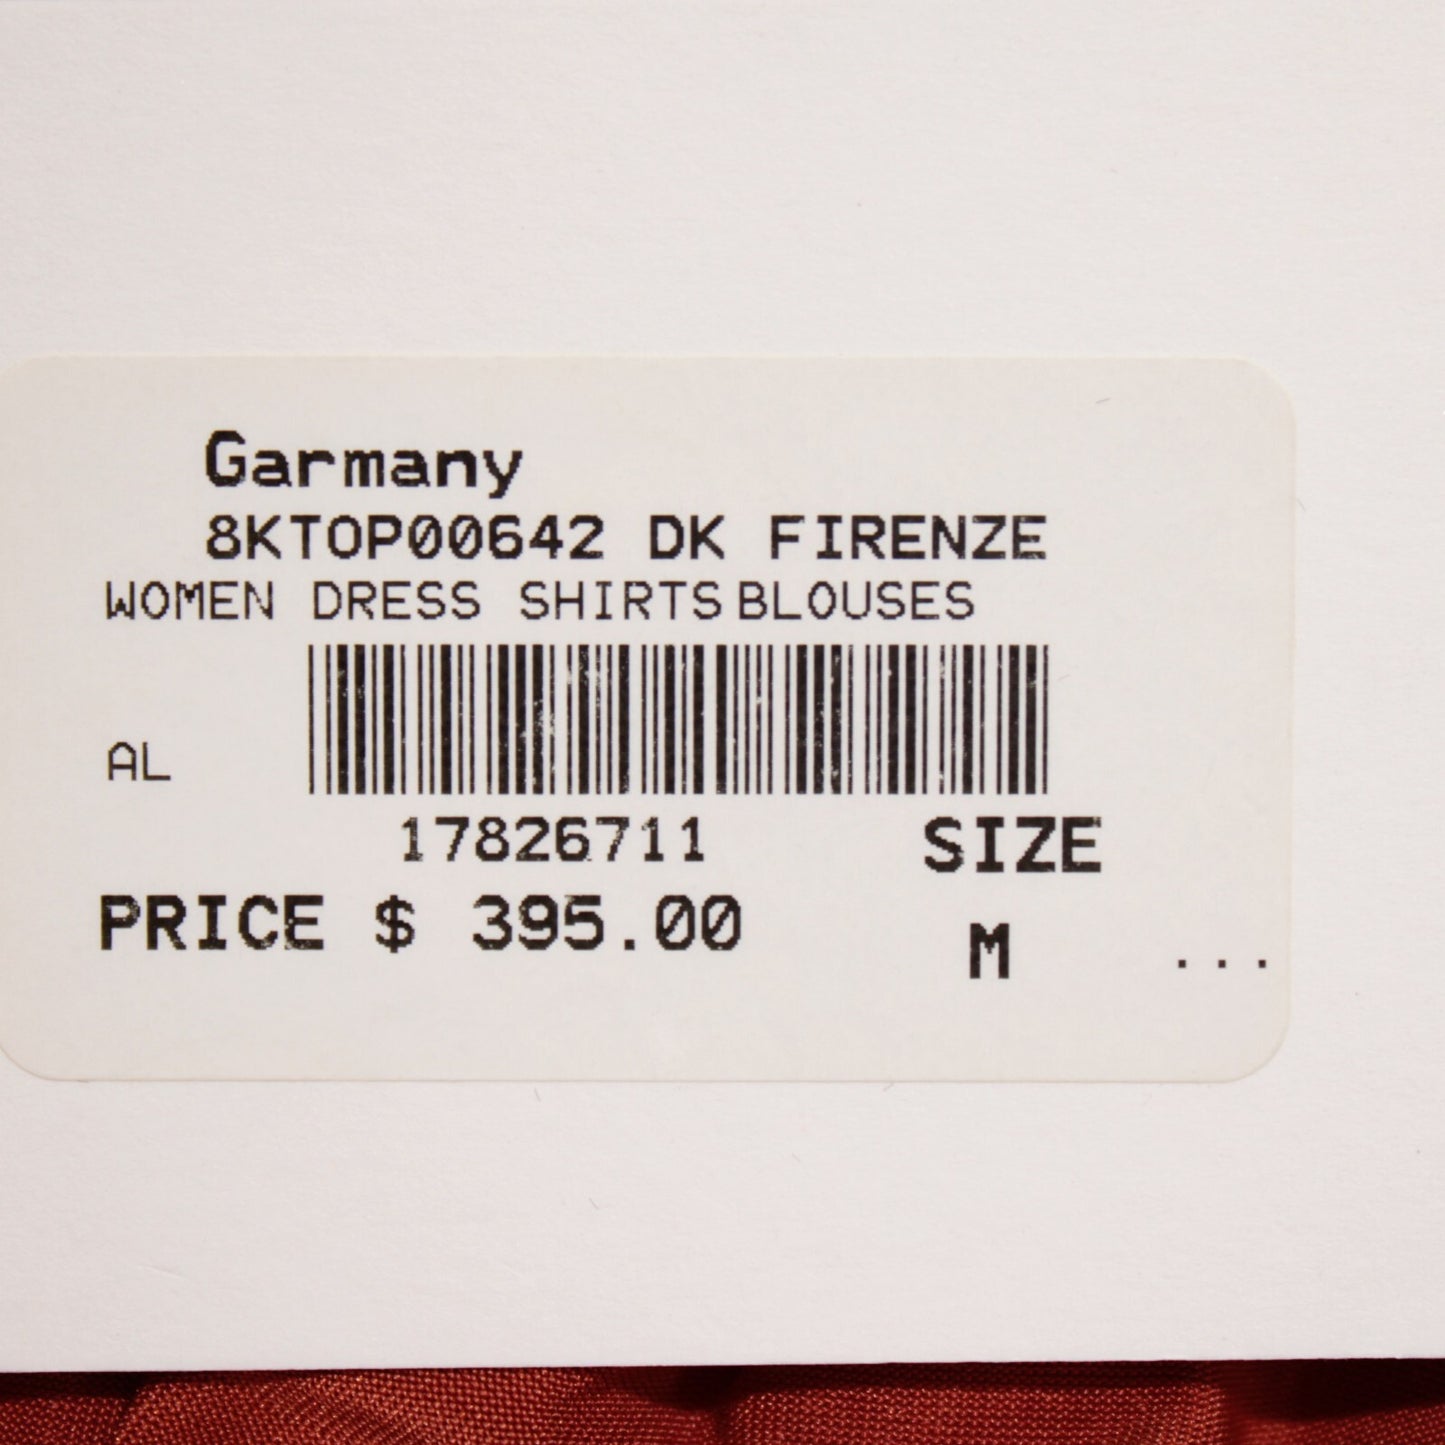 Garmany
8KTOP00642 DK FIRENZE
WOMEN DRESS SHIRTS BLOUSES
AL
17826711
SIZE
PRICE $ 395.00
M
...